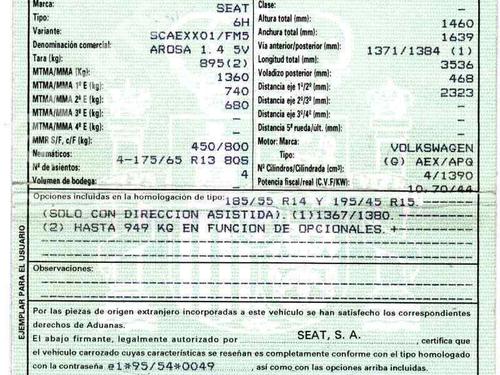 Marca: SEAT
Tipo: 6H
Variante: SCAEXX01/FM5
Denominación comercial: AROSA 1.4 5V
Tara (kg): 895(2)
MTMA/MMA (Kg): 1360
MTMA/MMA 1º E (kg): 740
MTMA/MMA 2º E (kg): 680
MTMA/MMA 3º E (kg): —
MTMA/MMA 4º E (kg): —
MMR S/F, c/F (kg): 450/800
Neumáticos: 4-175/65 R13 80S
Nº de asientos: 4
Volumen de bodega: —
Clase: —
Altura total (mm): 1460
Anchura total (mm): 1639
Vía anterior/posterior (mm): 1371/1384 (1)
Longitud total (mm): 3536
Voladizo posterior (mm): 468
Distancia eje 1º/2º (mm): 2323
Distancia eje 2º/3º (mm): —
Distancia eje 3º/4º (mm): —
Distancia 5ª rueda/ult. (mm): —
Motor: Marca: VOLKSWAGEN
Tipo: (G) AEX/APQ
Nº Cilindros/Cilindrada (cm³): 4/1390
Potencia fiscal/real (C.V.F/KW): 10,70/44
Opciones incluidas en la homologación de tipo: 185/55 R14 Y 195/45 R15.
(SOLO CON DIRECCION ASISTIDA).(1)1367/1380.
(2) HASTA 949 KG EN FUNCION DE OPCIONALES.+
Observaciones:
EJEMPLAR PARA EL USUARIO
Por las piezas de origen extranjero incorporadas a este vehículo se han satisfecho los correspondientes
derechos de Aduanas.
El abajo firmante, legalmente autorizado por SEAT, S.A. , certifica que
el vehículo carrozado cuyas características se reseñan es completamente conforme con el tipo homologado
con la contraseña e1*95/54*0049 , así como con las opciones arriba incluidas.